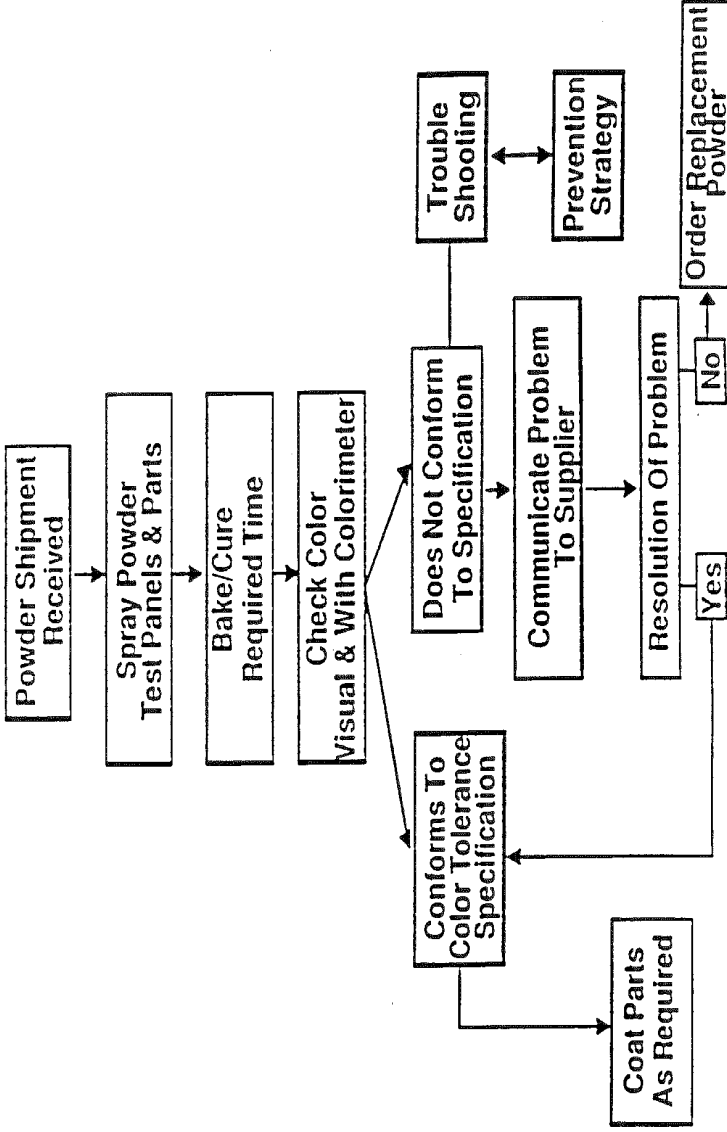 Powder Shipment
Received
Spray Powder
Test Panels & Parts
Bake/Cure
Required Time
Check Color
Visual & With Colorimeter
Conforms To
Color Tolerance
Specification
Does Not Conform
To Specification
Trouble
Shooting
Communicate Problem
To Supplier
Prevention
Strategy
Coat Parts
As Required
Resolution Of Problem
Yes
No
Order Replacement
Powder